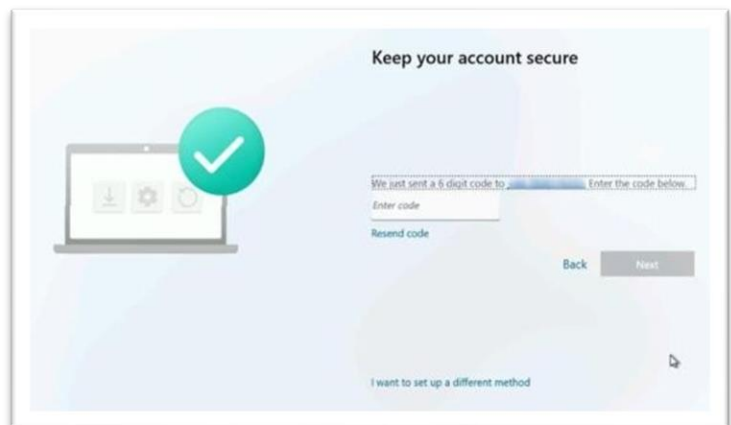 Keep your account secure
We just sent a 6 digit code to Enter the code below.
Enter code
Resend code
Back Next
I want to set up a different method